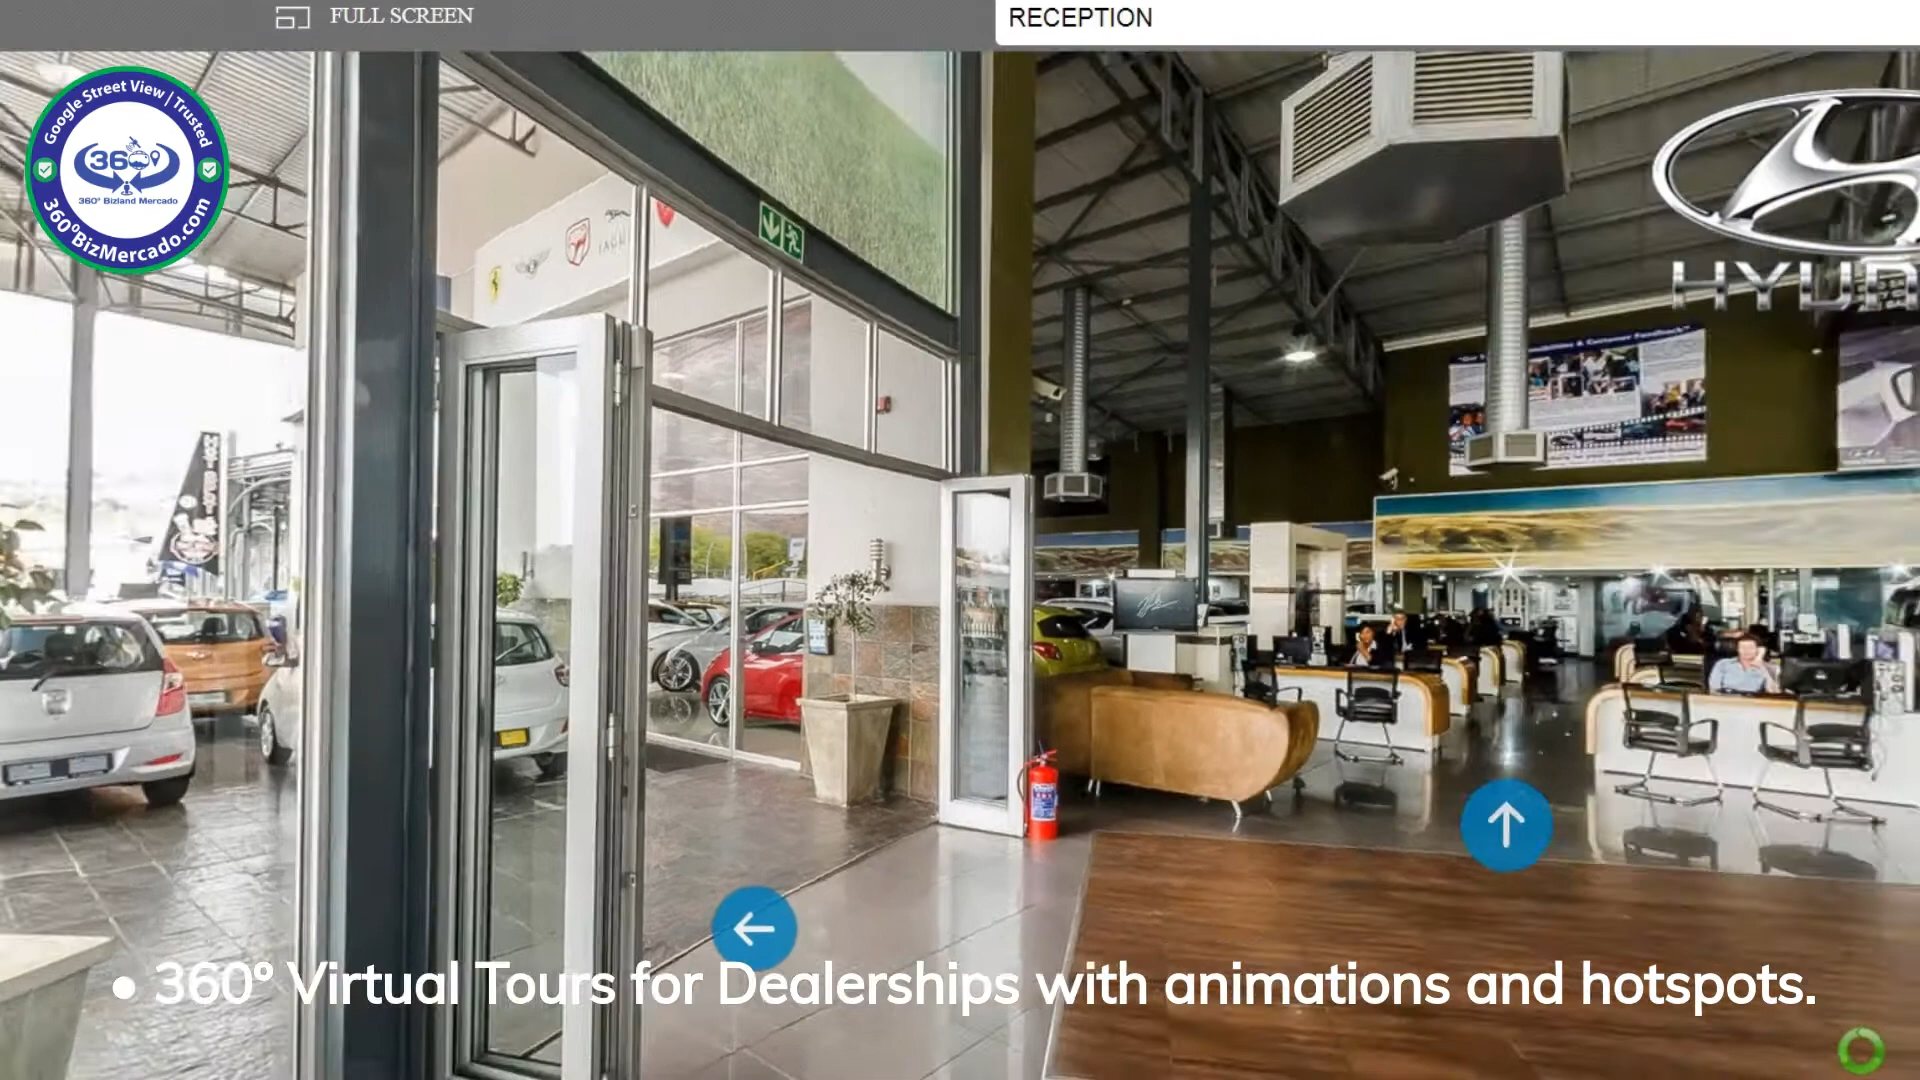 FULL SCREEN
RECEPTION
Google Street View | Trusted
360°
360° Bizland Mercado
360°BizMercado.com
HYUND
• 360° Virtual Tours for Dealerships with animations and hotspots.